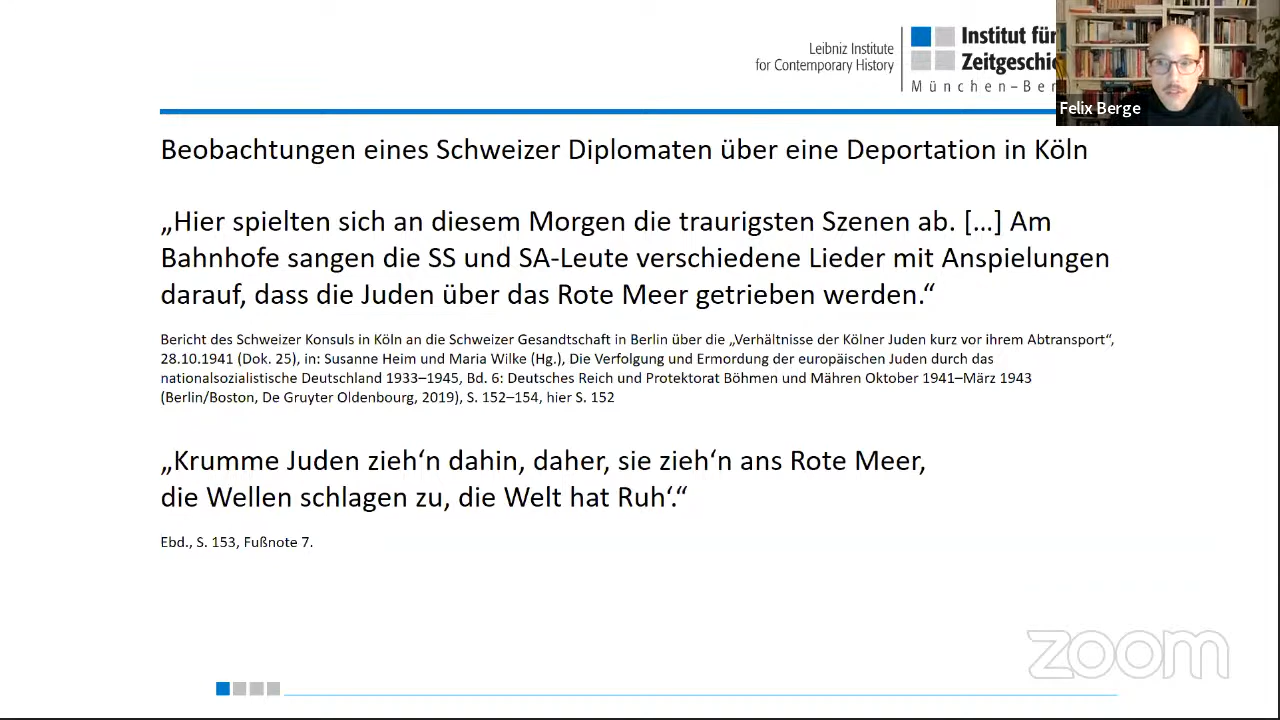 Leibniz Institute
for Contemporary History
Institut für
München–Ber
Felix Berge
Beobachtungen eines Schweizer Diplomaten über eine Deportation in Köln
„Hier spielten sich an diesem Morgen die traurigsten Szenen ab. […] Am
Bahnhofe sangen die SS und SA-Leute verschiedene Lieder mit Anspielungen
darauf, dass die Juden über das Rote Meer getrieben werden.“
Bericht des Schweizer Konsuls in Köln an die Schweizer Gesandtschaft in Berlin über die „Verhältnisse der Kölner Juden kurz vor ihrem Abtransport“,
28.10.1941 (Dok. 25), in: Susanne Heim und Maria Wilke (Hg.), Die Verfolgung und Ermordung der europäischen Juden durch das
nationalsozialistische Deutschland 1933–1945, Bd. 6: Deutsches Reich und Protektorat Böhmen und Mähren Oktober 1941–März 1943
(Berlin/Boston, De Gruyter Oldenbourg, 2019), S. 152–154, hier S. 152
„Krumme Juden zieh‘n dahin, daher, sie zieh‘n ans Rote Meer,
die Wellen schlagen zu, die Welt hat Ruh‘.“
Ebd., S. 153, Fußnote 7.
zoom